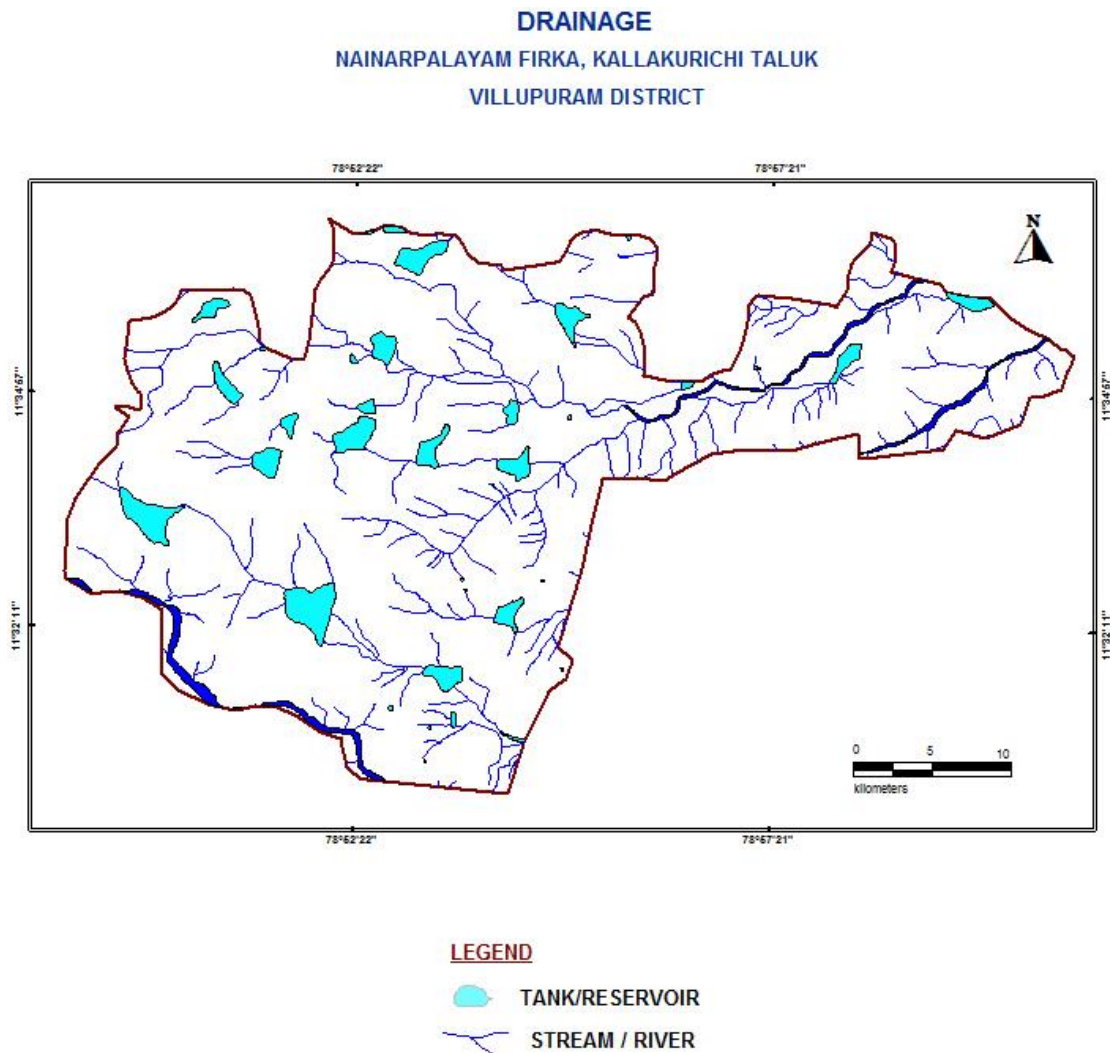 DRAINAGE
NAINARPALAYAM FIRKA, KALLAKURICHI TALUK
VILLUPURAM DISTRICT
78°52'22" 78°57'21"
N
11°34'57" 11°34'57"
11°32'11" 11°32'11"
0 5 10
kilometers
78°52'22" 78°57'21"
LEGEND
TANK/RESERVOIR
STREAM / RIVER